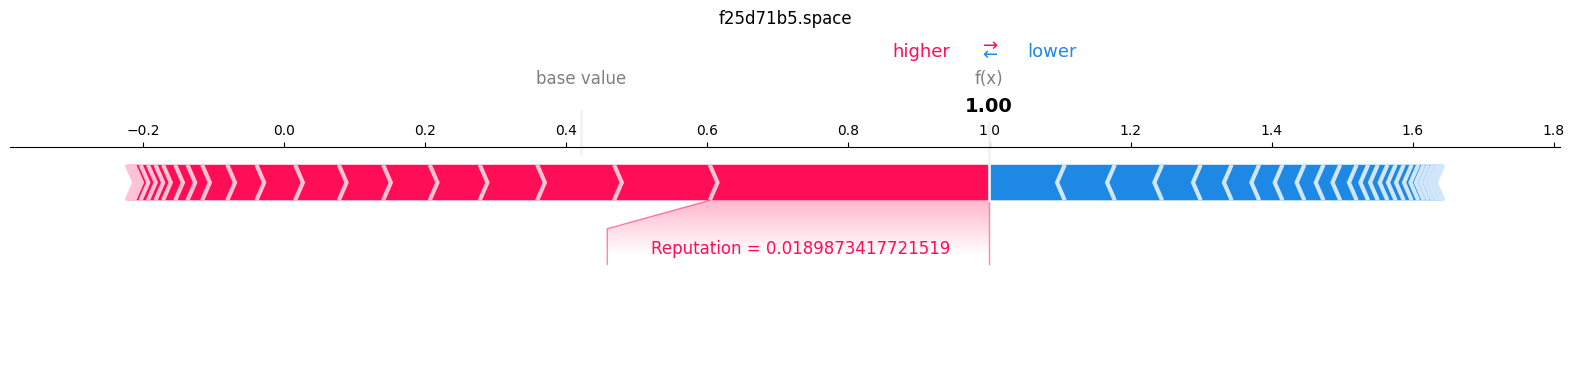 f25d71b5.space
higher → ← lower
base value f(x)
1.00
−0.2 0.0 0.2 0.4 0.6 0.8 1.0 1.2 1.4 1.6 1.8
Reputation = 0.0189873417721519